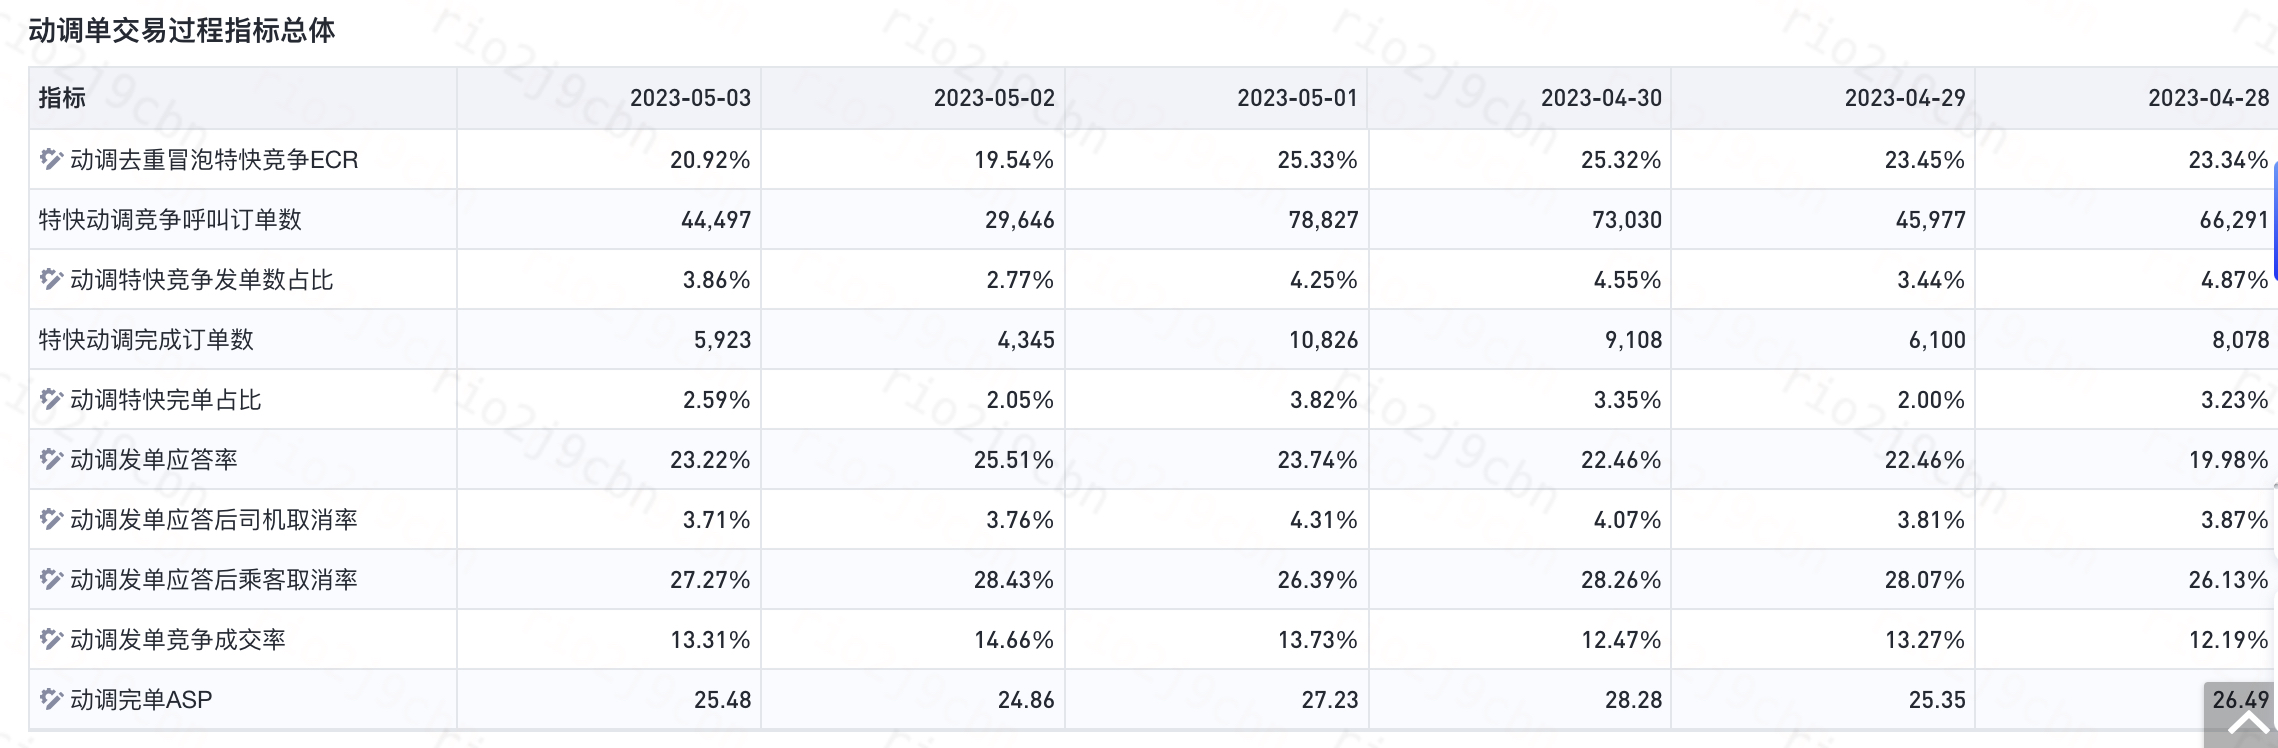 动调单交易过程指标总体
指标 2023-05-03 2023-05-02 2023-05-01 2023-04-30 2023-04-29 2023-04-28
动调去重冒泡特快竞争ECR 20.92% 19.54% 25.33% 25.32% 23.45% 23.34%
特快动调竞争呼叫订单数 44,497 29,646 78,827 73,030 45,977 66,291
动调特快竞争发单数占比 3.86% 2.77% 4.25% 4.55% 3.44% 4.87%
特快动调完成订单数 5,923 4,345 10,826 9,108 6,100 8,078
动调特快完单占比 2.59% 2.05% 3.82% 3.35% 2.00% 3.23%
动调发单应答率 23.22% 25.51% 23.74% 22.46% 22.46% 19.98%
动调发单应答后司机取消率 3.71% 3.76% 4.31% 4.07% 3.81% 3.87%
动调发单应答后乘客取消率 27.27% 28.43% 26.39% 28.26% 28.07% 26.13%
动调发单竞争成交率 13.31% 14.66% 13.73% 12.47% 13.27% 12.19%
动调完单ASP 25.48 24.86 27.23 28.28 25.35 26.49
rio2j9cbn